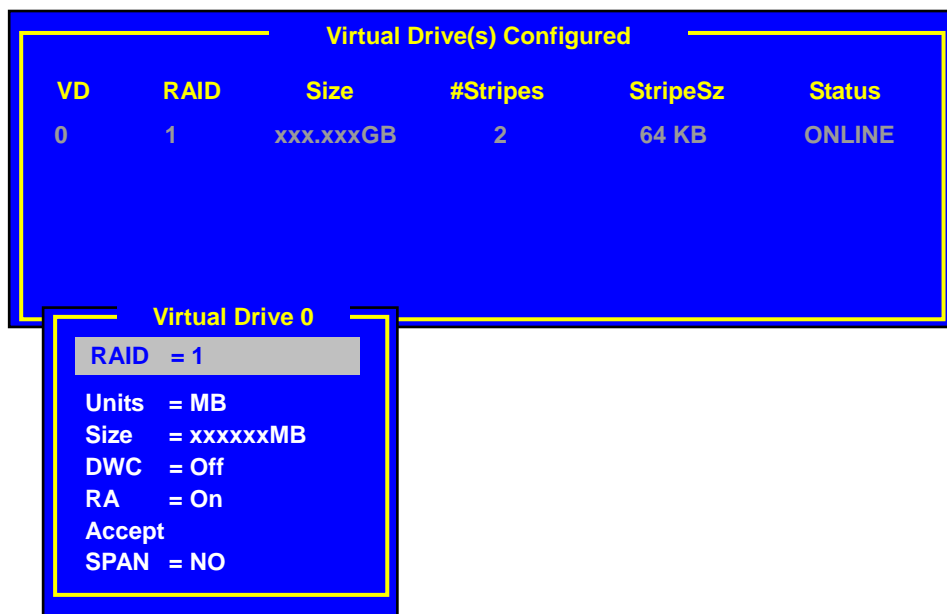 Virtual Drive(s) Configured
VD RAID Size #Stripes StripeSz Status
0 1 xxx.xxxGB 2 64 KB ONLINE
Virtual Drive 0
RAID = 1
Units = MB
Size = xxxxxxMB
DWC = Off
RA = On
Accept
SPAN = NO